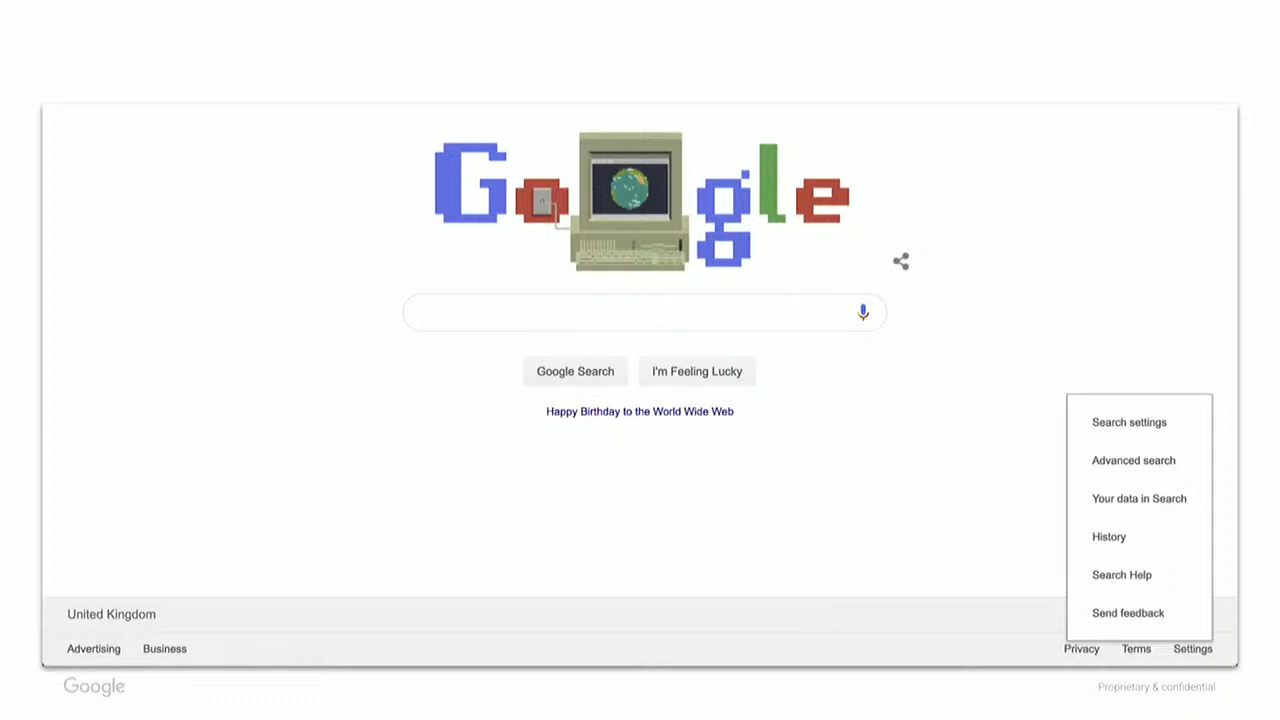 Google
Google Search
I'm Feeling Lucky
Happy Birthday to the World Wide Web
Search settings
Advanced search
Your data in Search
History
Search Help
Send feedback
United Kingdom
Advertising Business
Privacy Terms Settings
Google
Proprietary & confidential